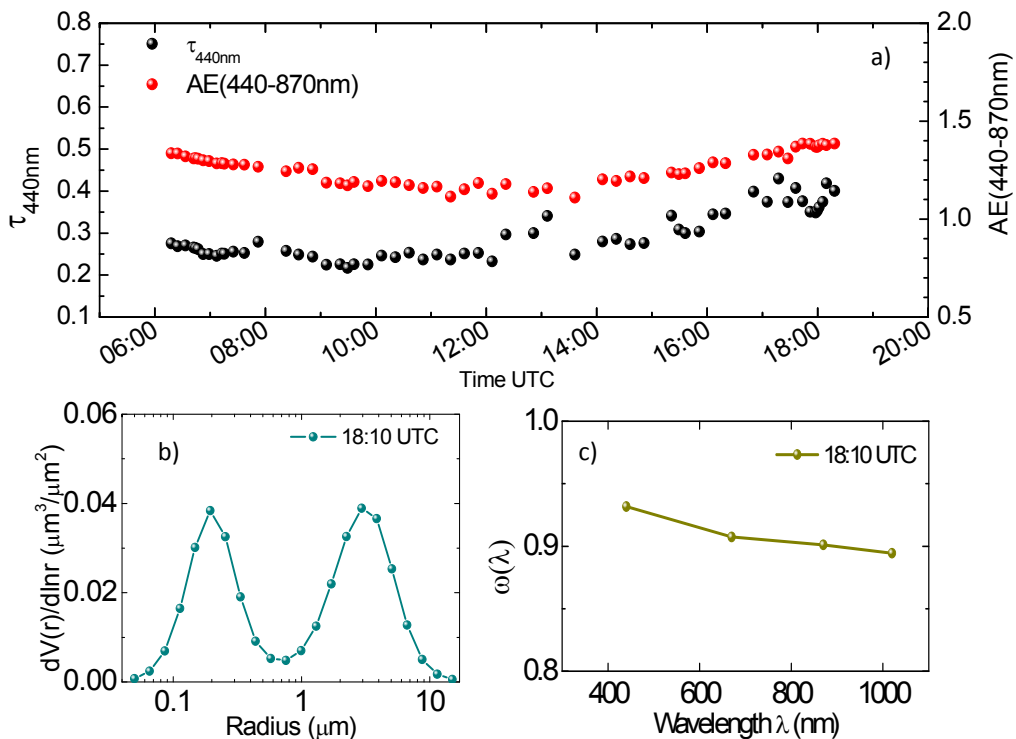 0.8
0.7
0.6
0.5
0.4
0.3
0.2
0.1
τ440nm
τ440nm
AE(440-870nm)
a)
2.0
1.5
1.0
0.5
AE(440-870nm)
06:00 08:00 10:00 12:00 14:00 16:00 18:00 20:00
Time UTC
0.06
0.04
0.02
0.00
dV(r)/dlnr (μm³/μm²)
b)
18:10 UTC
0.1 1 10
Radius (μm)
1.0
0.9
0.8
ω(λ)
c)
18:10 UTC
400 600 800 1000
Wavelength λ (nm)